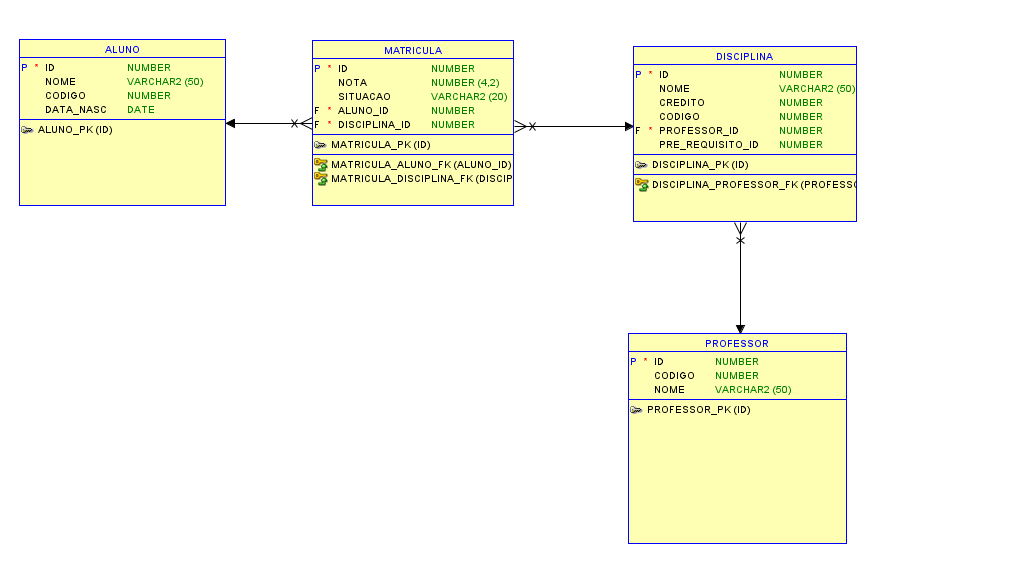 ALUNO
P * ID NUMBER
NOME VARCHAR2 (50)
CODIGO NUMBER
DATA_NASC DATE
ALUNO_PK (ID)
MATRICULA
P * ID NUMBER
NOTA NUMBER (4,2)
SITUACAO VARCHAR2 (20)
F * ALUNO_ID NUMBER
F * DISCIPLINA_ID NUMBER
MATRICULA_PK (ID)
MATRICULA_ALUNO_FK (ALUNO_ID)
MATRICULA_DISCIPLINA_FK (DISCIP
DISCIPLINA
P * ID NUMBER
NOME VARCHAR2 (50)
CREDITO NUMBER
CODIGO NUMBER
F * PROFESSOR_ID NUMBER
PRE_REQUISITO_ID NUMBER
DISCIPLINA_PK (ID)
DISCIPLINA_PROFESSOR_FK (PROFESSO
PROFESSOR
P * ID NUMBER
CODIGO NUMBER
NOME VARCHAR2 (50)
PROFESSOR_PK (ID)